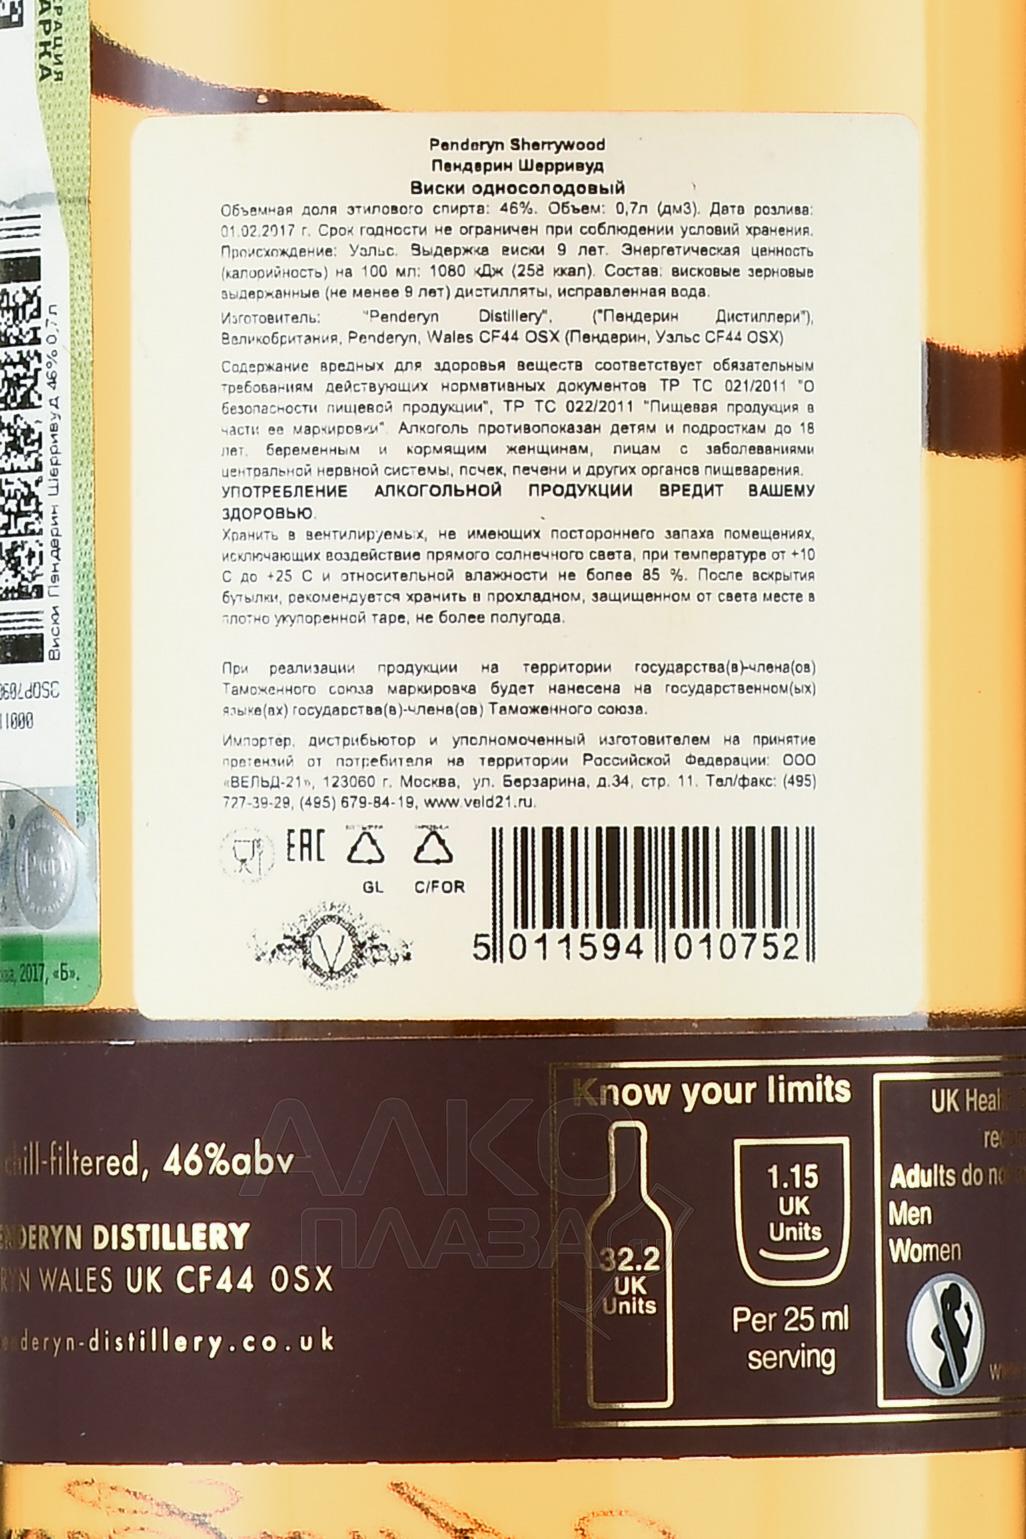 Penderyn Sherrywood
Пендерин Шерривуд
Виски односолодовый
Объемная доля этилового спирта: 46%. Объем: 0,7л (дм3). Дата розлива:
01.02.2017 г. Срок годности не ограничен при соблюдении условий хранения.
Происхождение: Уэльс. Выдержка виски 9 лет. Энергетическая ценность
(калорийность) на 100 мл: 1080 кДж (258 ккал). Состав: висковые зерновые
выдержанные (не менее 9 лет) дистилляты, исправленная вода.
Изготовитель: "Penderyn Distillery", ("Пендерин Дистиллери"),
Великобритания, Penderyn, Wales CF44 OSX (Пендерин, Уэльс CF44 OSX)
Содержание вредных для здоровья веществ соответствует обязательным
требованиям действующих нормативных документов ТР ТС 021/2011 "О
безопасности пищевой продукции", ТР ТС 022/2011 "Пищевая продукция в
части ее маркировки". Алкоголь противопоказан детям и подросткам до 18
лет, беременным и кормящим женщинам, лицам с заболеваниями
центральной нервной системы, почек, печени и других органов пищеварения.
УПОТРЕБЛЕНИЕ АЛКОГОЛЬНОЙ ПРОДУКЦИИ ВРЕДИТ ВАШЕМУ
ЗДОРОВЬЮ.
Хранить в вентилируемых, не имеющих постороннего запаха помещениях,
исключающих воздействие прямого солнечного света, при температуре от +10
С до +25 С и относительной влажности не более 85 %. После вскрытия
бутылки, рекомендуется хранить в прохладном, защищенном от света месте в
плотно укупоренной таре, не более полугода.
При реализации продукции на территории государства(в)-члена(ов)
Таможенного союза маркировка будет нанесена на государственном(ых)
языке(ах) государства(в)-члена(ов) Таможенного союза.
Импортер, дистрибьютор и уполномоченный изготовителем на принятие
претензий от потребителя на территории Российской Федерации: ООО
«ВЕЛЬД-21», 123060 г. Москва, ул. Берзарина, д.34, стр. 11. Тел/факс: (495)
727-39-29, (495) 679-84-19, www.veld21.ru.
EAC
GL C/FOR
5 011594 010752
Виски Пендерин Шерривуд 46% 0,7 л
МАРКА
2017, «Б».
chill-filtered, 46%abv
PENDERYN DISTILLERY
WALES UK CF44 0SX
penderyn-distillery.co.uk
Know your limits
32.2
UK
Units
1.15
UK
Units
Per 25 ml
serving
UK Heal
Adults do no
Men
Women
АЛКО
ПЛАЗА